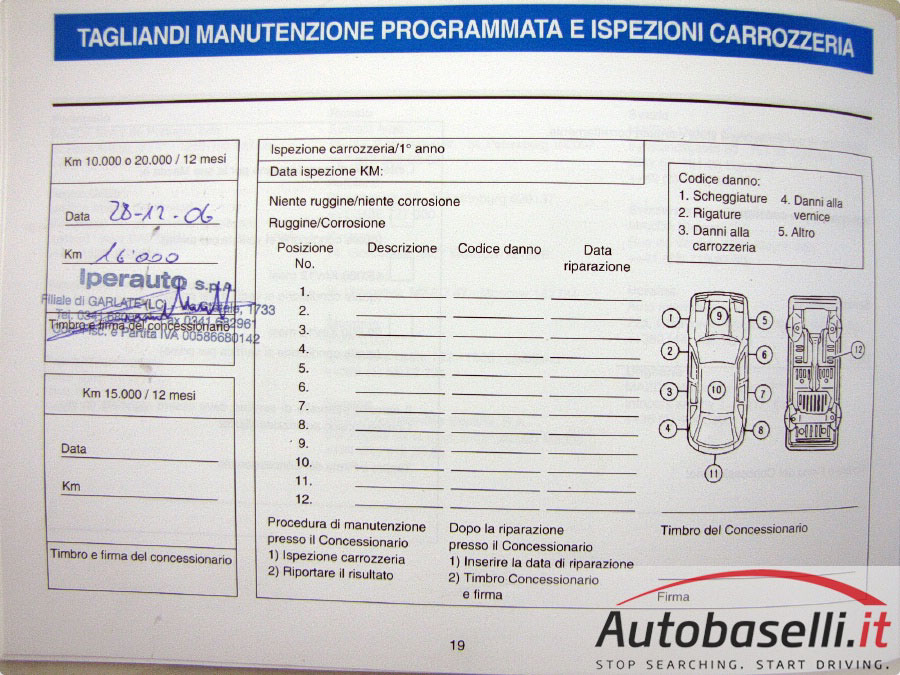 TAGLIANDI MANUTENZIONE PROGRAMMATA E ISPEZIONI CARROZZERIA
Km 10.000 o 20.000 / 12 mesi
Data 28-12-06
Km 16'000
Iperauto s.p.a.
Filiale di GARLATE (LC)
Timbro e firma del concessionario
e Partita IVA 00586680142
Km 15.000 / 12 mesi
Data
Km
Timbro e firma del concessionario
Ispezione carrozzeria/1° anno
Data ispezione KM:
Niente ruggine/niente corrosione
Ruggine/Corrosione
Posizione No. Descrizione Codice danno Data riparazione
1.
2.
3.
4.
5.
6.
7.
8.
9.
10.
11.
12.
Procedura di manutenzione
presso il Concessionario
1) Ispezione carrozzeria
2) Riportare il risultato
Dopo la riparazione
presso il Concessionario
1) Inserire la data di riparazione
2) Timbro Concessionario
e firma
Codice danno:
1. Scheggiature
2. Rigature
3. Danni alla
carrozzeria
4. Danni alla
vernice
5. Altro
1 9 5
2 6 12
3 10 7
4 8
11
Timbro del Concessionario
Firma
19
Autobaselli.it
STOP SEARCHING. START DRIVING.